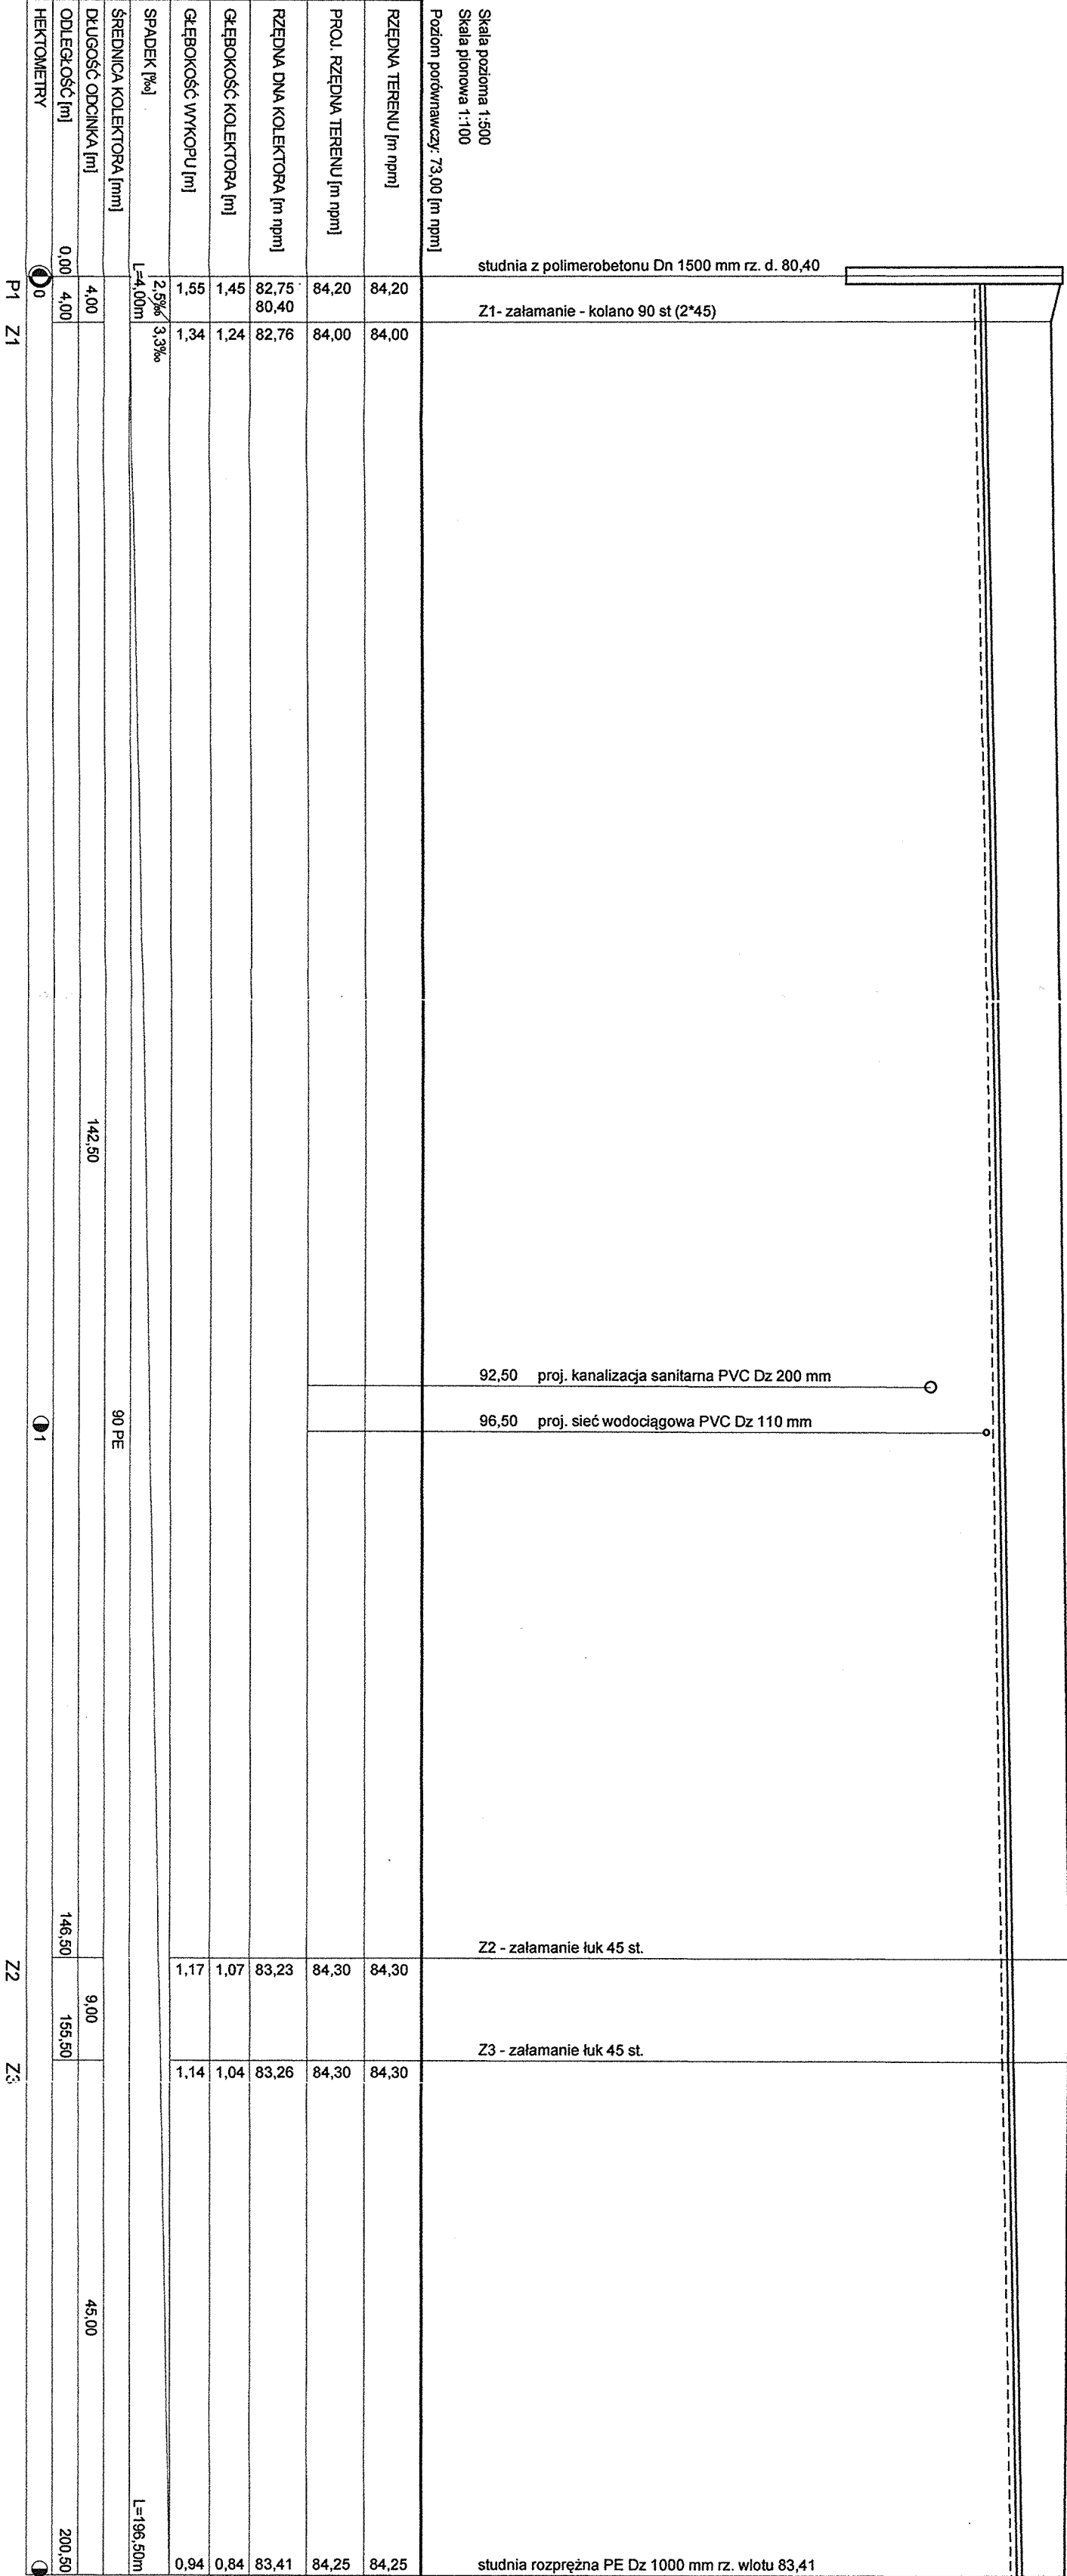 Skala pozioma 1:500
Skala pionowa 1:100
Poziom porównawczy: 73,00 [m npm]
RZĘDNA TERENU [m npm]
PROJ. RZĘDNA TERENU [m npm]
RZĘDNA DNA KOLEKTORA [m npm]
GŁĘBOKOŚĆ KOLEKTORA [m]
GŁĘBOKOŚĆ WYKOPU [m]
SPADEK [‰]
ŚREDNICA KOLEKTORA [mm]
DŁUGOŚĆ ODCINKA [m]
ODLEGŁOŚĆ [m]
HEKTOMETRY
studnia z polimerobetonu Dn 1500 mm rz. d. 80,40
Z1- załamanie - kolano 90 st (2*45)
92,50 proj. kanalizacja sanitarna PVC Dz 200 mm
96,50 proj. sieć wodociągowa PVC Dz 110 mm
Z2 - załamanie łuk 45 st.
Z3 - załamanie łuk 45 st.
studnia rozprężna PE Dz 1000 mm rz. wlotu 83,41
84,20 84,00 84,30 84,30 84,25
84,20 84,00 84,30 84,30 84,25
82,75 82,76 83,23 83,26 83,41
80,40
1,45 1,24 1,07 1,04 0,84
1,55 1,34 1,17 1,14 0,94
2,5‰ 3,3‰
L=4,00m L=196,50m
90 PE
4,00 142,50 9,00 45,00
0,00 4,00 146,50 155,50 200,50
0 1
P1 Z1 Z2 Z3